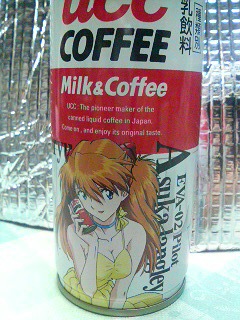 UCC
COFFEE
乳飲料
Milk&Coffee
UCC : The pioneer maker of the
canned liquid coffee in Japan.
Come on, and enjoy its original taste.
EVA-02 Pilot
Asuka Langley